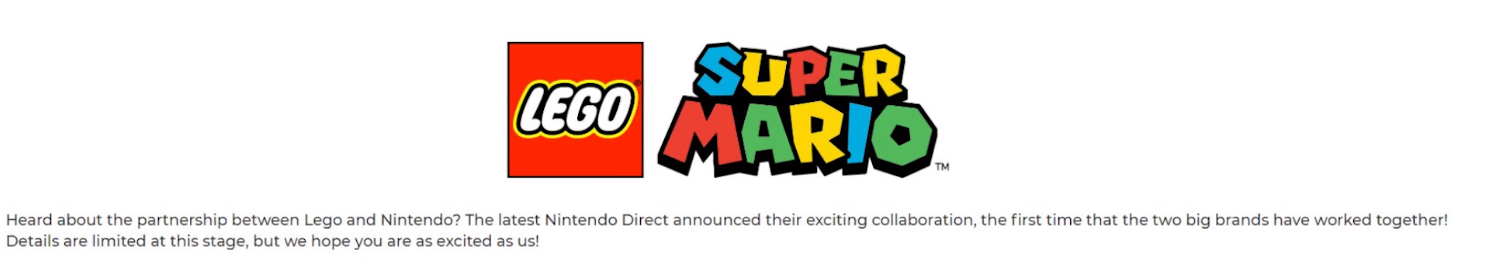 LEGO®
SUPER
MARIO™
Heard about the partnership between Lego and Nintendo? The latest Nintendo Direct announced their exciting collaboration, the first time that the two big brands have worked together!
Details are limited at this stage, but we hope you are as excited as us!